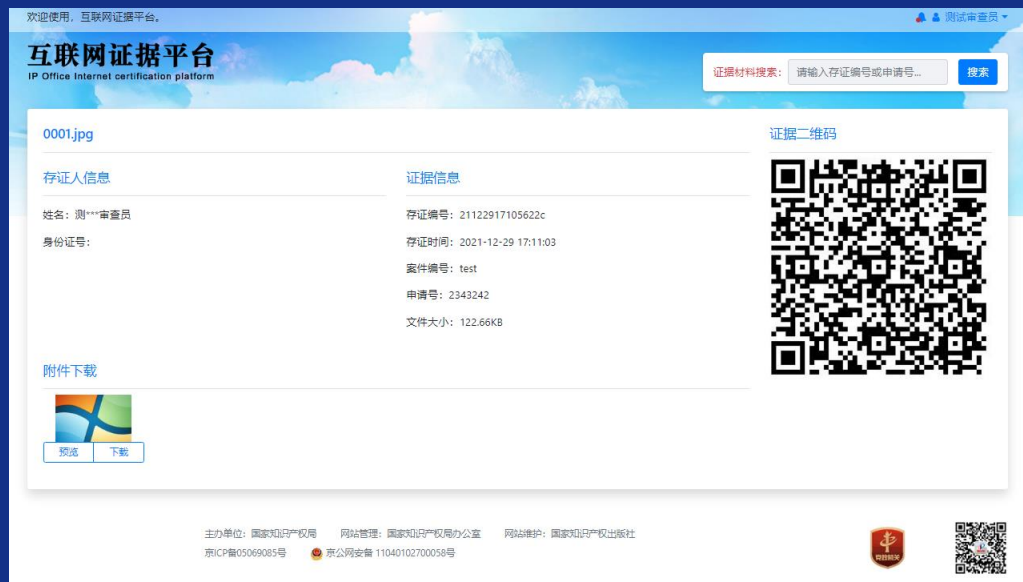 欢迎使用，互联网证据平台。
测试审查员
互联网证据平台
IP Office Internet certification platform
证据材料搜索：
请输入存证编号或申请号...
搜索
0001.jpg
证据二维码
存证人信息
证据信息
姓名：测***审查员
存证编号：21122917105622c
身份证号：
存证时间：2021-12-29 17:11:03
案件编号：test
申请号：2343242
文件大小：122.66KB
附件下载
预览
下载
主办单位：国家知识产权局 网站管理：国家知识产权局办公室 网站维护：国家知识产权出版社
京ICP备05069085号 京公网安备 11040102700058号
党政机关